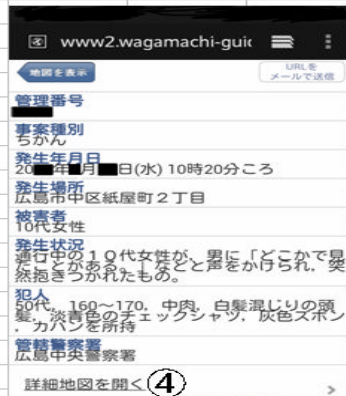 www2.wagamachi-guid
地図を表示
URLを
メールで送信
管理番号
事案種別
ちかん
発生年月日
20 年 月 日(水) 10時20分ころ
発生場所
広島市中区紙屋町２丁目
被害者
10代女性
発生状況
通行中の１０代女性が、男に「どこかで見
たことがある。」などと声をかけられ，突
然抱きつかれたもの。
犯人
50代，160～170，中肉，白髪混じりの頭
髪，淡青色のチェックシャツ，灰色ズボン
，カバンを所持
管轄警察署
広島中央警察署
詳細地図を開く④